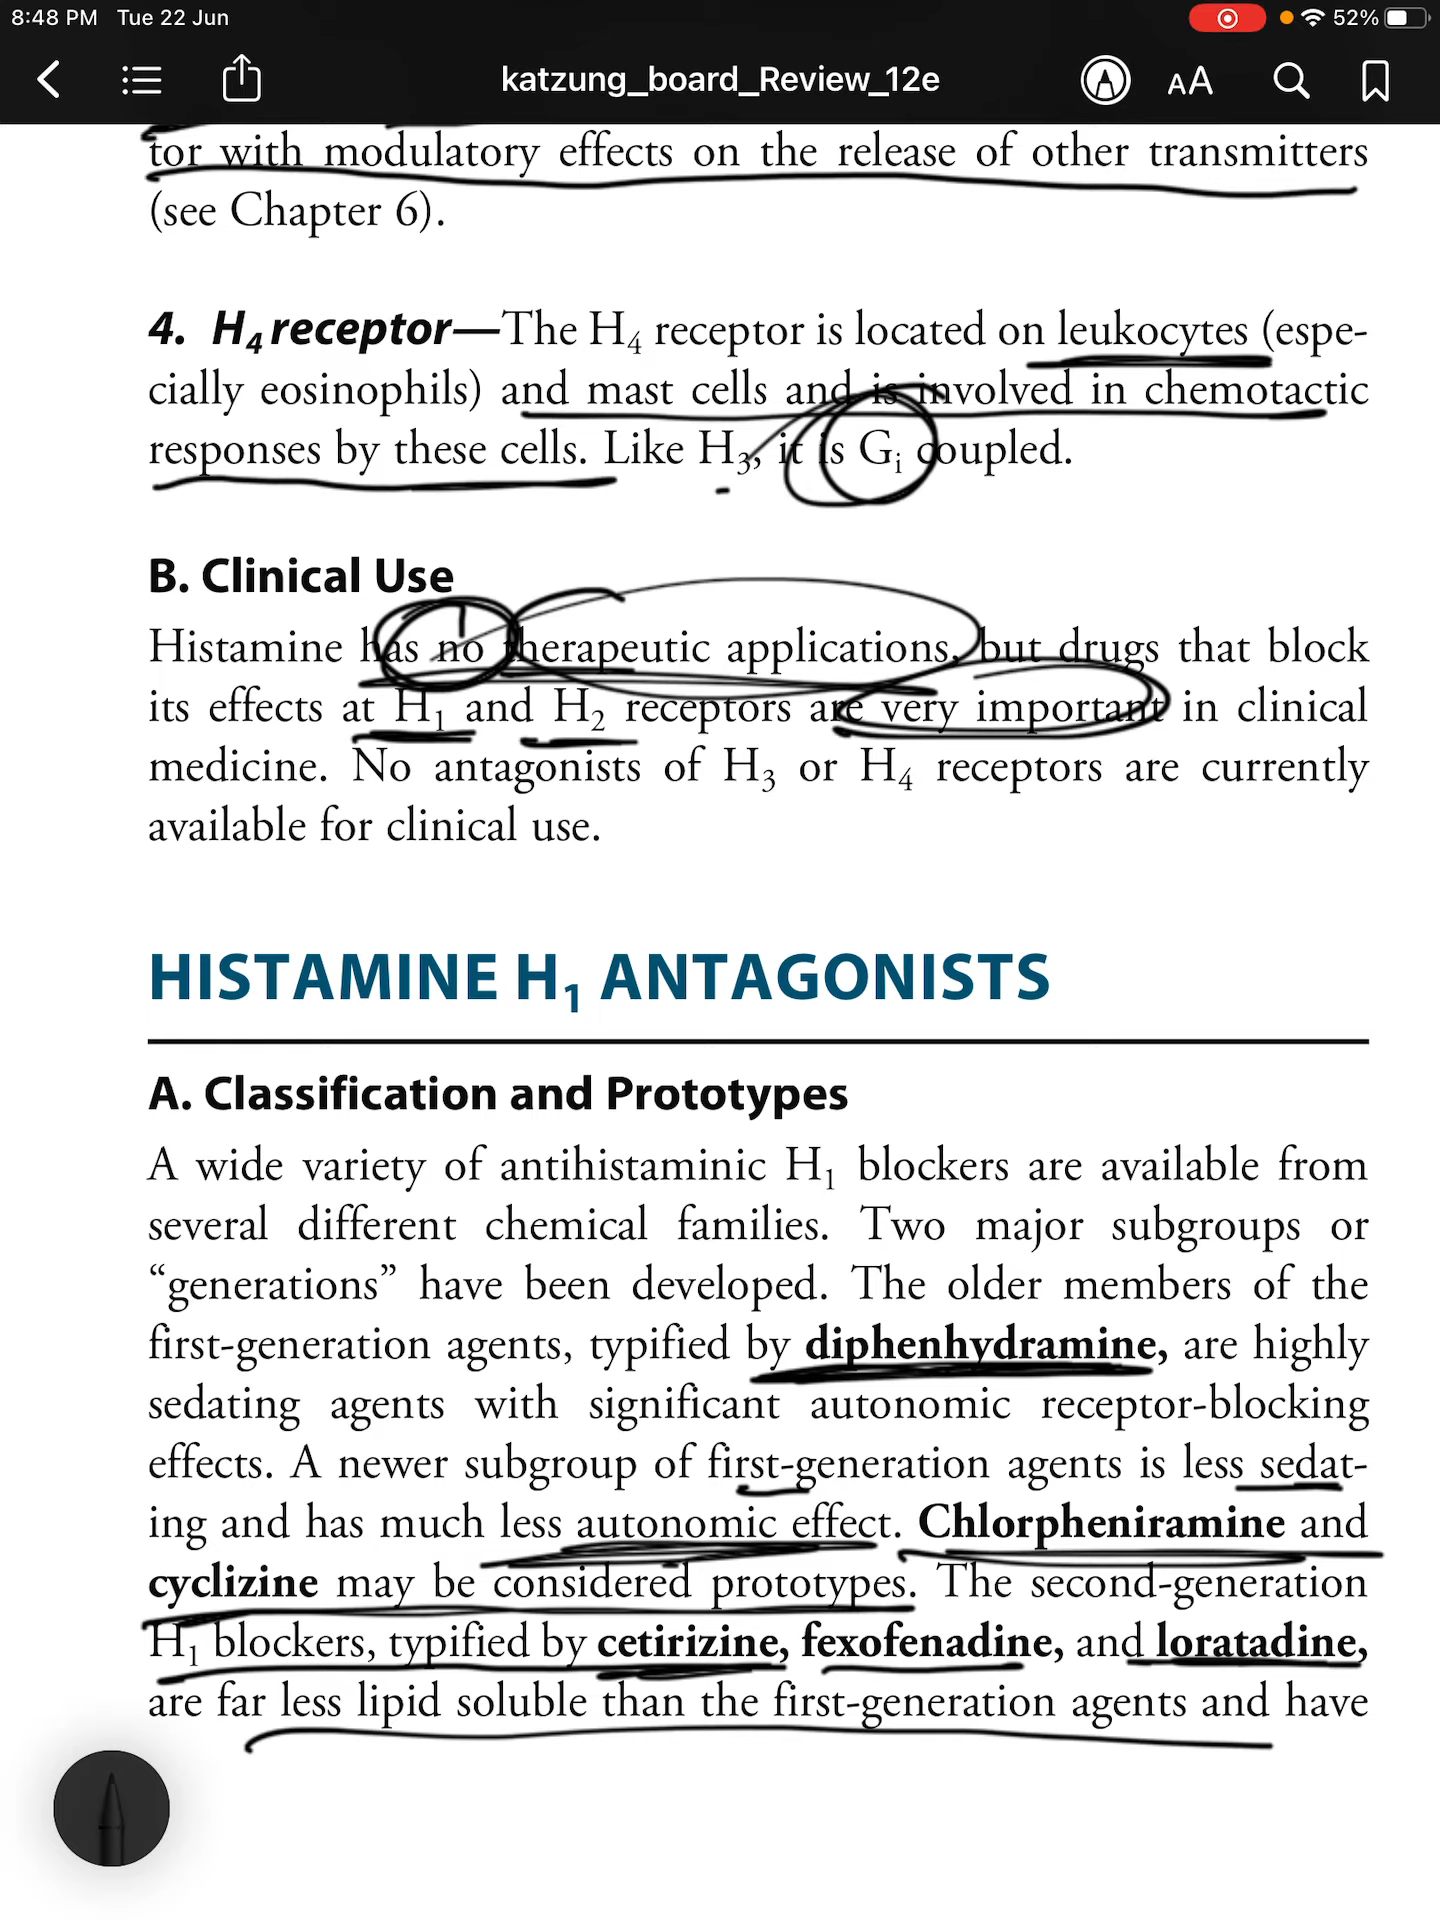 8:48 PM Tue 22 Jun 52%
katzung_board_Review_12e
tor with modulatory effects on the release of other transmitters
(see Chapter 6).
4. H₄ receptor—The H₄ receptor is located on leukocytes (espe-
cially eosinophils) and mast cells and is involved in chemotactic
responses by these cells. Like H₃, it is Gᵢ coupled.
B. Clinical Use
Histamine has no therapeutic applications, but drugs that block
its effects at H₁ and H₂ receptors are very important in clinical
medicine. No antagonists of H₃ or H₄ receptors are currently
available for clinical use.
HISTAMINE H₁ ANTAGONISTS
A. Classification and Prototypes
A wide variety of antihistaminic H₁ blockers are available from
several different chemical families. Two major subgroups or
“generations” have been developed. The older members of the
first-generation agents, typified by diphenhydramine, are highly
sedating agents with significant autonomic receptor-blocking
effects. A newer subgroup of first-generation agents is less sedat-
ing and has much less autonomic effect. Chlorpheniramine and
cyclizine may be considered prototypes. The second-generation
H₁ blockers, typified by cetirizine, fexofenadine, and loratadine,
are far less lipid soluble than the first-generation agents and have